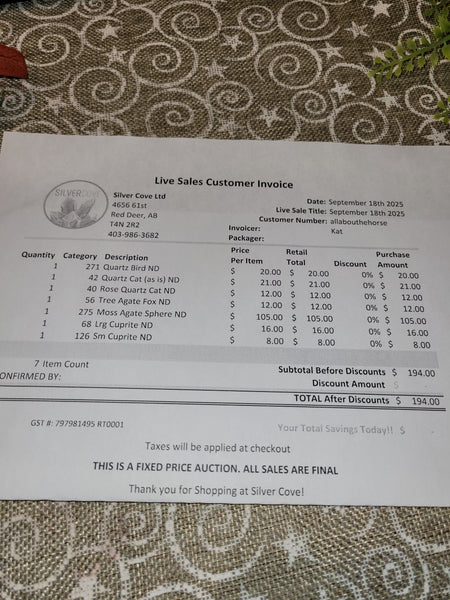 Live Sales Customer Invoice
SILVERCOVE
Silver Cove Ltd
4656 61st
Red Deer, AB
T4N 2R2
403-986-3682
Date: September 18th 2025
Live Sale Title: September 18th 2025
Customer Number: allaboutthehorse
Invoicer: Kat
Packager:
Quantity Category Description Price Per Item Retail Total Discount Purchase Amount
1 271 Quartz Bird ND $ 20.00 $ 20.00 0% $ 20.00
1 42 Quartz Cat (as is) ND $ 21.00 $ 21.00 0% $ 21.00
1 40 Rose Quartz Cat ND $ 12.00 $ 12.00 0% $ 12.00
1 56 Tree Agate Fox ND $ 12.00 $ 12.00 0% $ 12.00
1 275 Moss Agate Sphere ND $ 105.00 $ 105.00 0% $ 105.00
1 68 Lrg Cuprite ND $ 16.00 $ 16.00 0% $ 16.00
1 126 Sm Cuprite ND $ 8.00 $ 8.00 0% $ 8.00
7 Item Count
Subtotal Before Discounts $ 194.00
ONFIRMED BY:
Discount Amount $ -
TOTAL After Discounts $ 194.00
GST #: 797981495 RT0001
Your Total Savings Today!! $ -
Taxes will be applied at checkout
THIS IS A FIXED PRICE AUCTION. ALL SALES ARE FINAL
Thank you for Shopping at Silver Cove!